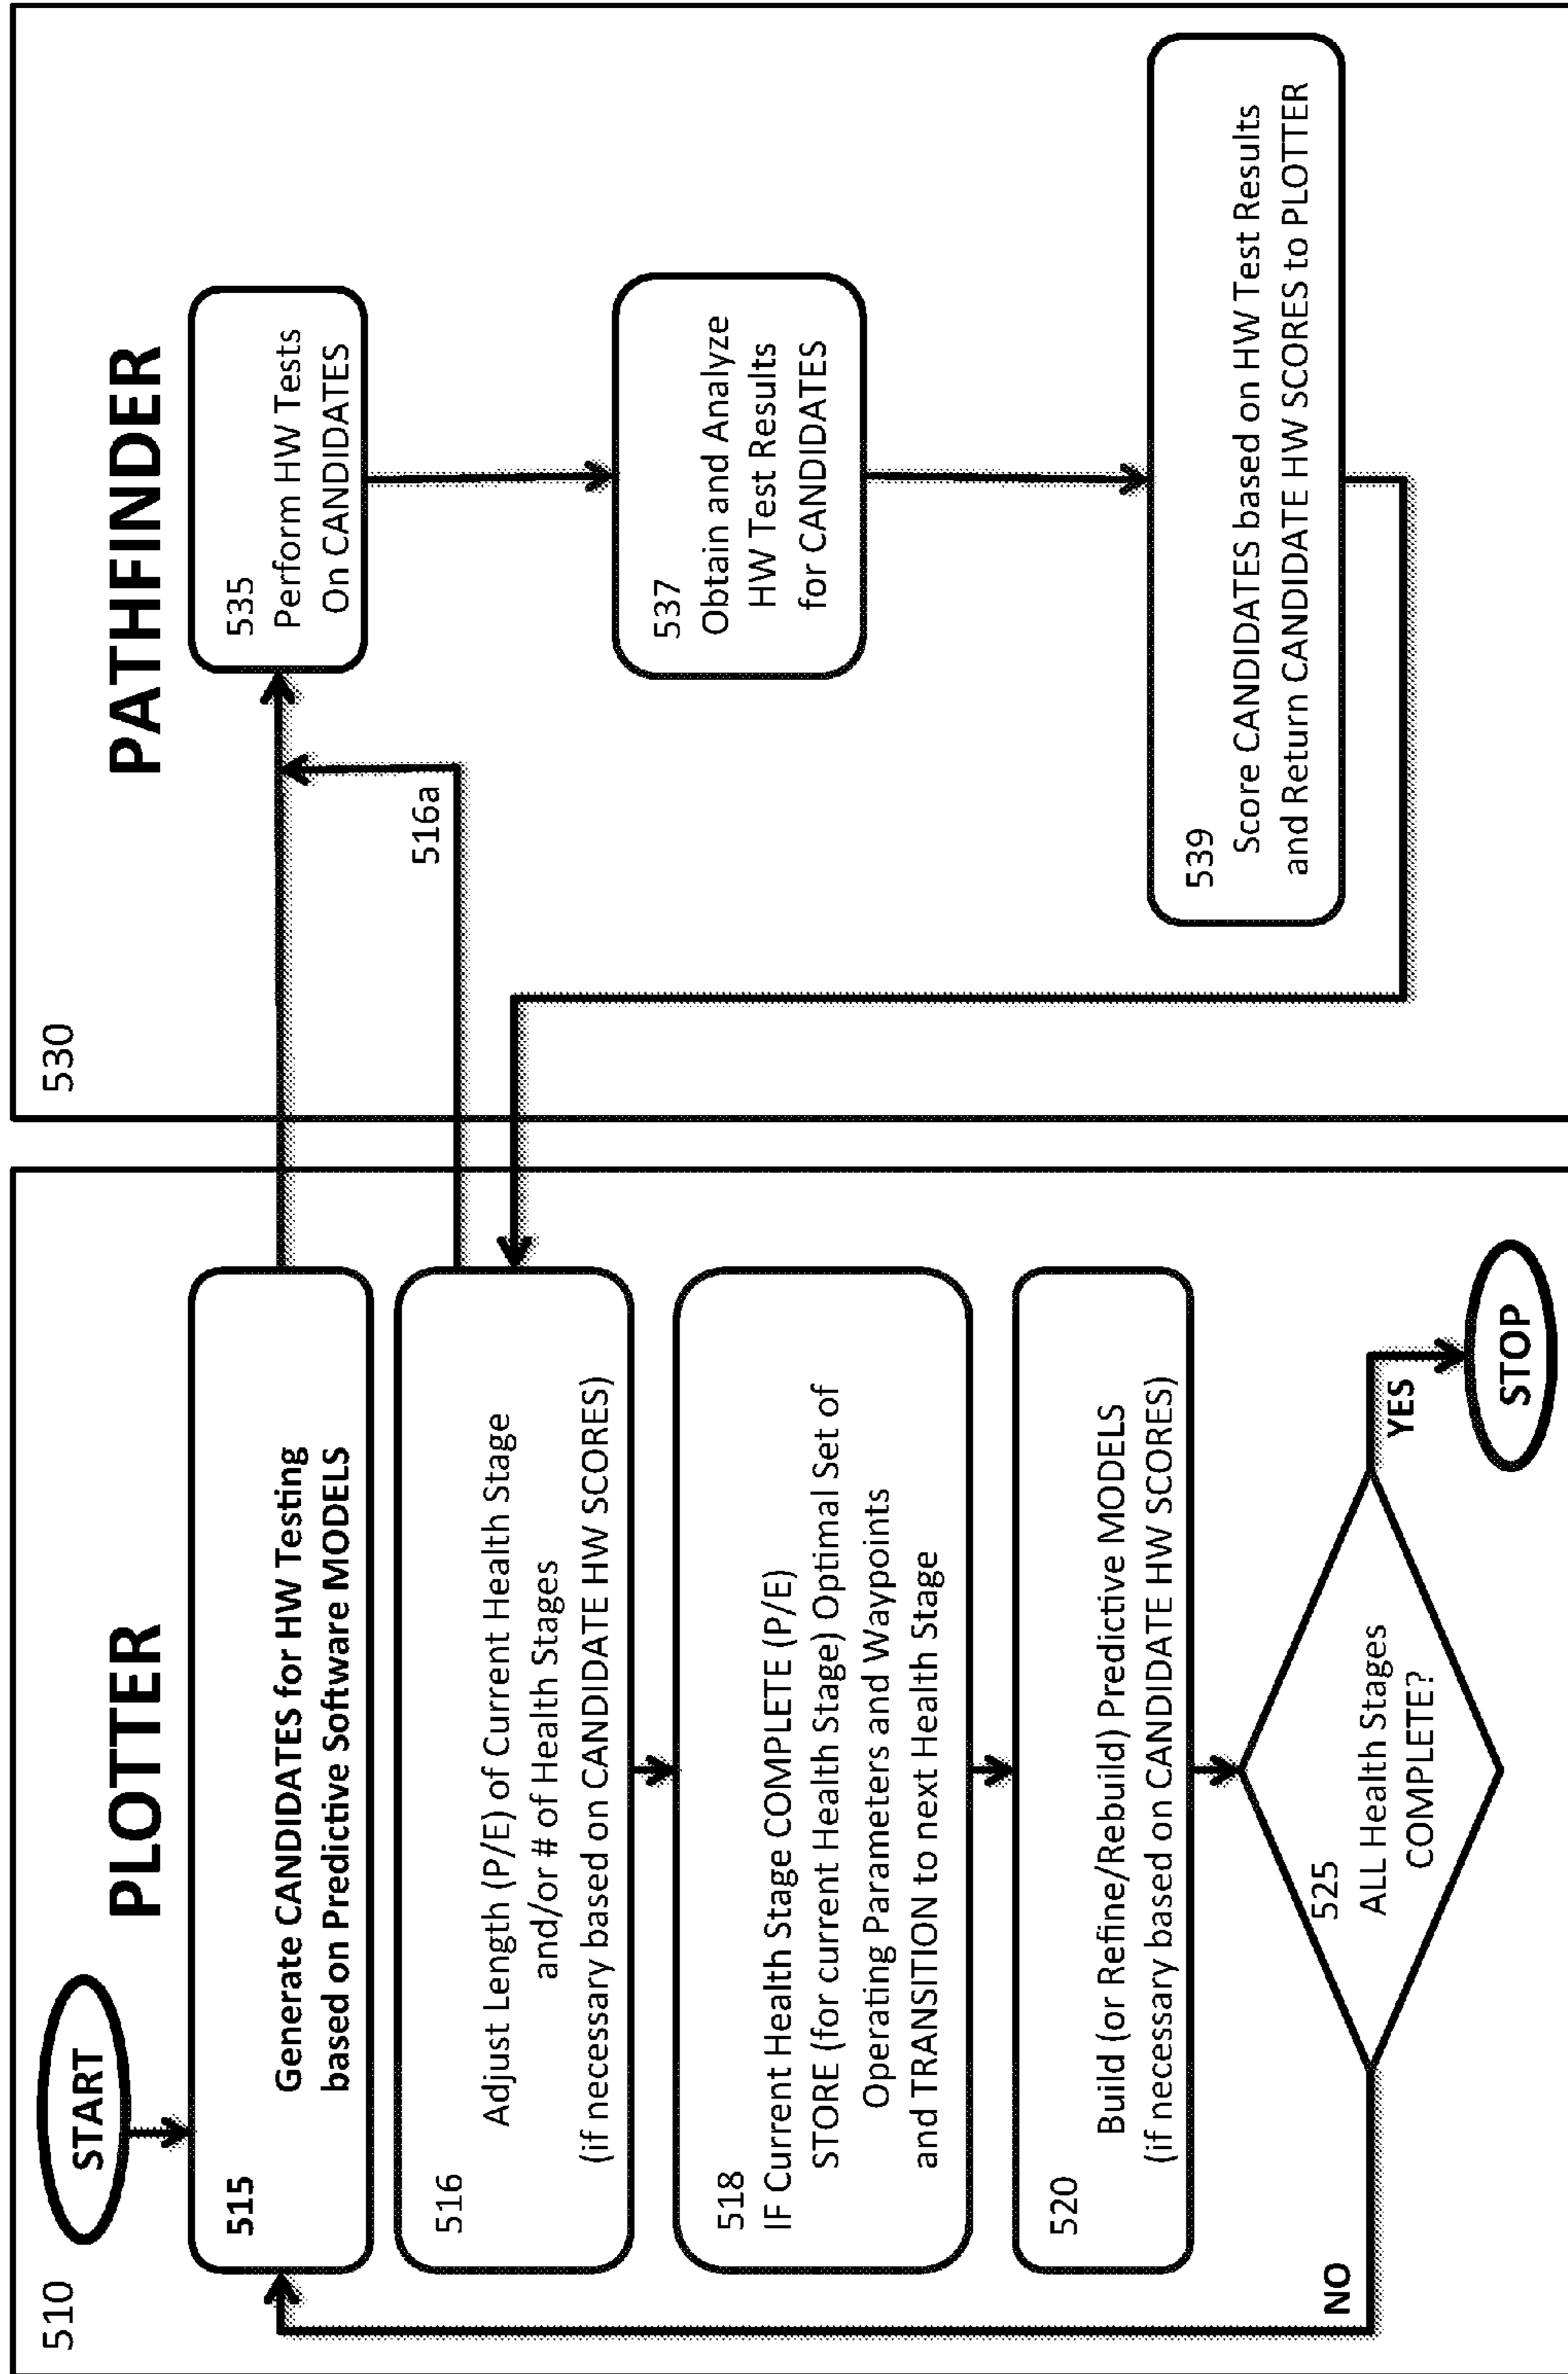 510
PLOTTER
START
515
Generate CANDIDATES for HW Testing
based on Predictive Software MODELS
516
Adjust Length (P/E) of Current Health Stage
and/or # of Health Stages
(if necessary based on CANDIDATE HW SCORES)
518
IF Current Health Stage COMPLETE (P/E)
STORE (for current Health Stage) Optimal Set of
Operating Parameters and Waypoints
and TRANSITION to next Health Stage
520
Build (or Refine/Rebuild) Predictive MODELS
(if necessary based on CANDIDATE HW SCORES)
525
ALL Health Stages
COMPLETE?
NO
YES
STOP
530
PATHFINDER
516a
535
Perform HW Tests
On CANDIDATES
537
Obtain and Analyze
HW Test Results
for CANDIDATES
539
Score CANDIDATES based on HW Test Results
and Return CANDIDATE HW SCORES to PLOTTER